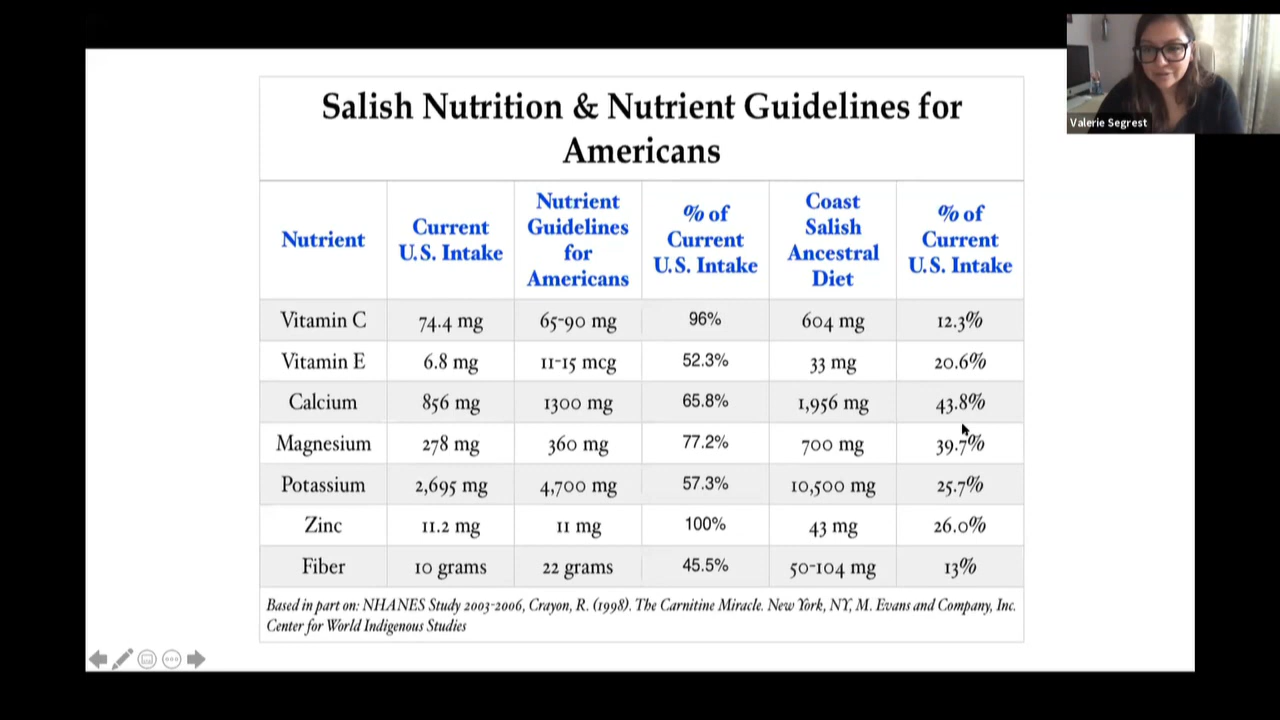 Salish Nutrition & Nutrient Guidelines for
Americans
Nutrient
Current
U.S. Intake
Nutrient
Guidelines
for
Americans
% of
Current
U.S. Intake
Coast
Salish
Ancestral
Diet
% of
Current
U.S. Intake
Vitamin C 74.4 mg 65-90 mg 96% 604 mg 12.3%
Vitamin E 6.8 mg 11-15 mcg 52.3% 33 mg 20.6%
Calcium 856 mg 1300 mg 65.8% 1,956 mg 43.8%
Magnesium 278 mg 360 mg 77.2% 700 mg 39.7%
Potassium 2,695 mg 4,700 mg 57.3% 10,500 mg 25.7%
Zinc 11.2 mg 11 mg 100% 43 mg 26.0%
Fiber 10 grams 22 grams 45.5% 50-104 mg 13%
Based in part on: NHANES Study 2003-2006, Crayon, R. (1998). The Carnitine Miracle. New York, NY, M. Evans and Company, Inc.
Center for World Indigenous Studies
Valerie Segrest